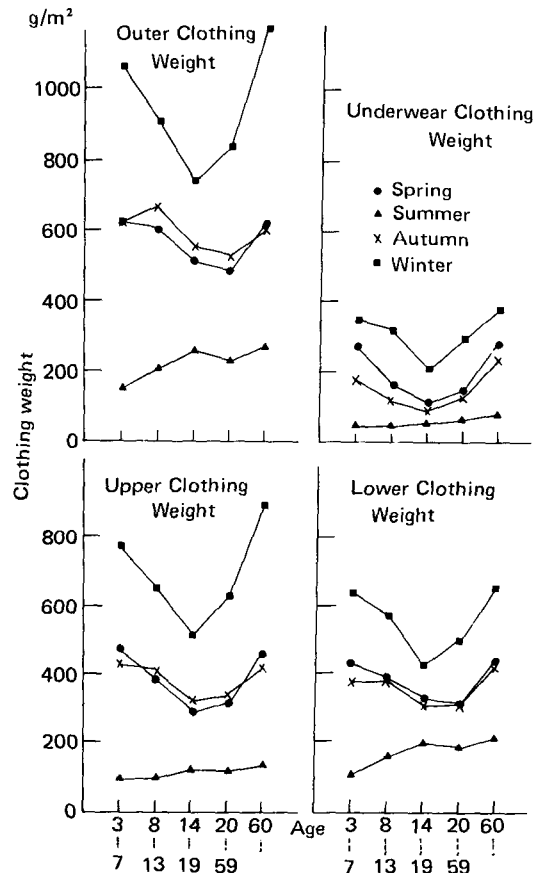 g/m²
Outer Clothing
Weight
1000
800
600
400
200
0
Underwear Clothing
Weight
Spring
Summer
Autumn
Winter
Clothing weight
Upper Clothing
Weight
800
600
400
200
0
Lower Clothing
Weight
3 8 14 20 60 Age 3 8 14 20 60
7 13 19 59 7 13 19 59